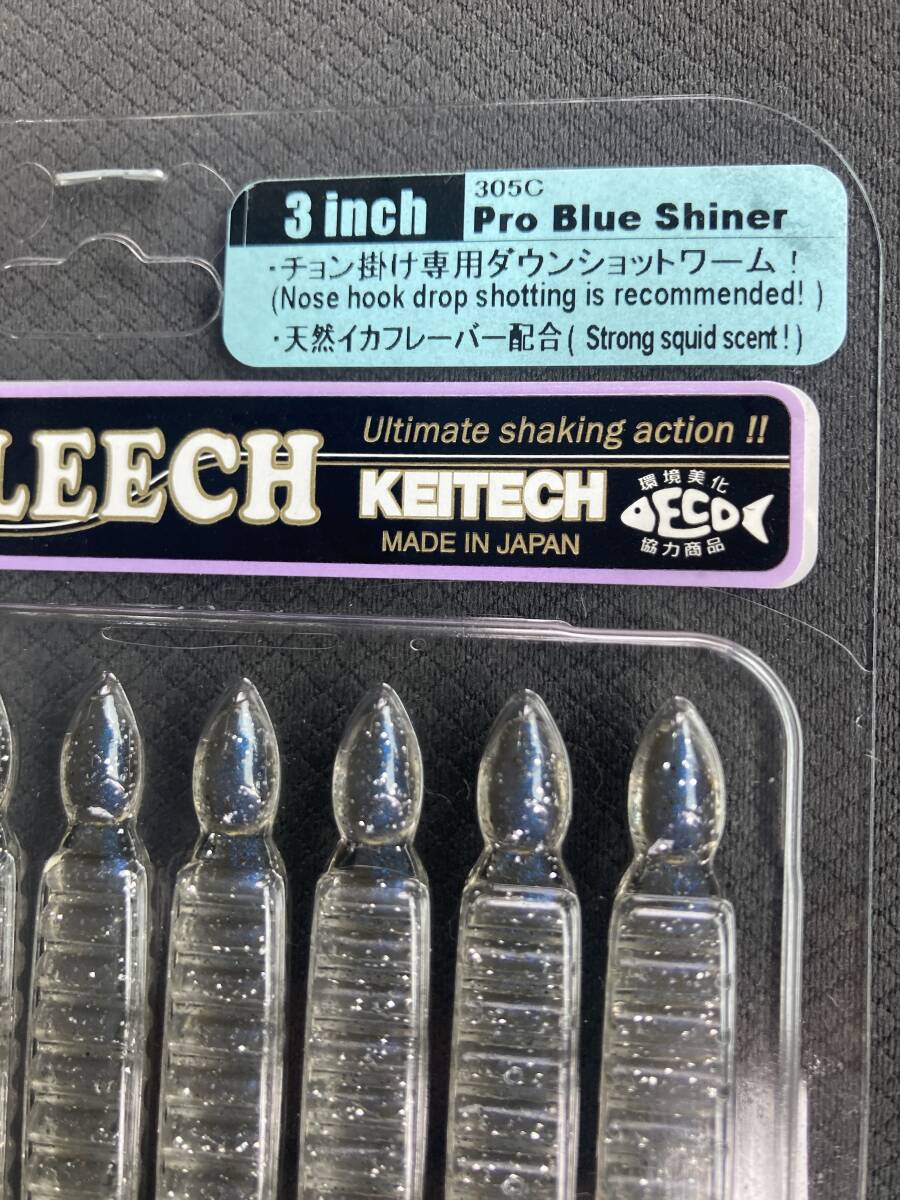 3 inch
305C
Pro Blue Shiner
・チョン掛け専用ダウンショットワーム！
(Nose hook drop shotting is recommended! )
・天然イカフレーバー配合( Strong squid scent! )
LEECH
Ultimate shaking action !!
KEITECH
MADE IN JAPAN
環境美化
ECO
協力商品